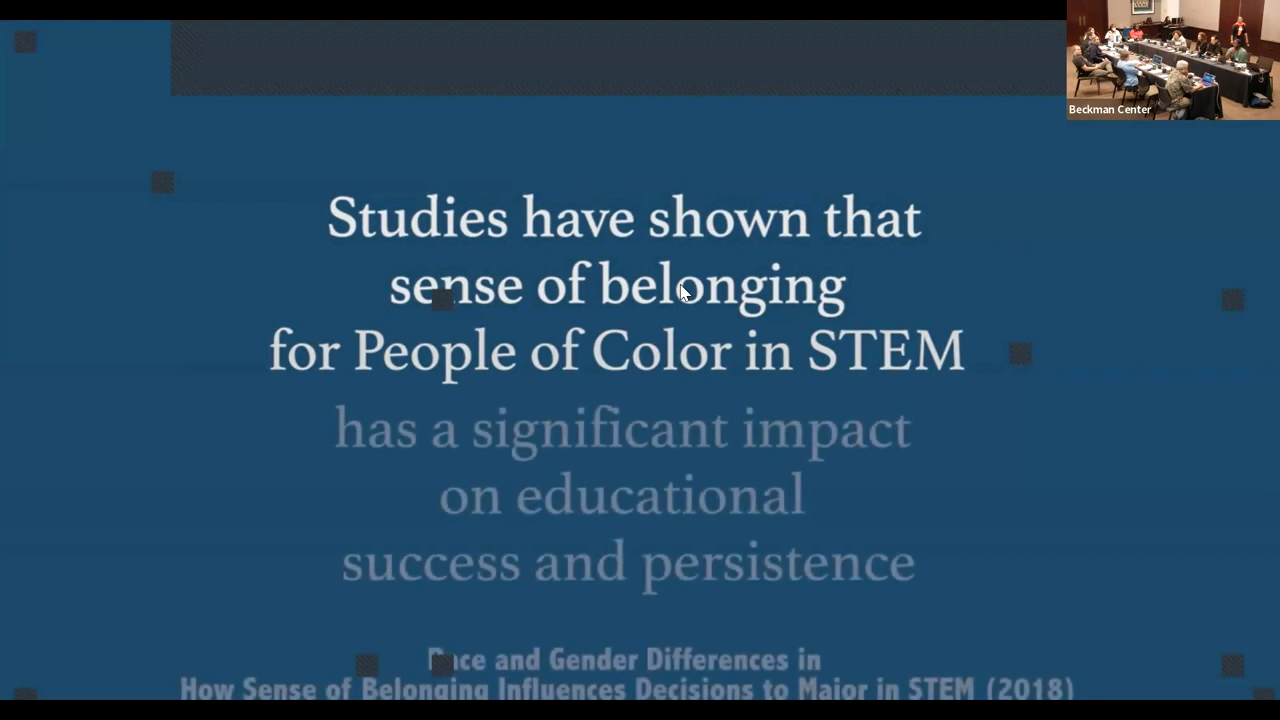 Beckman Center
Studies have shown that
sense of belonging
for People of Color in STEM
has a significant impact
on educational
success and persistence
Race and Gender Differences in
How Sense of Belonging Influences Decisions to Major in STEM (2018)